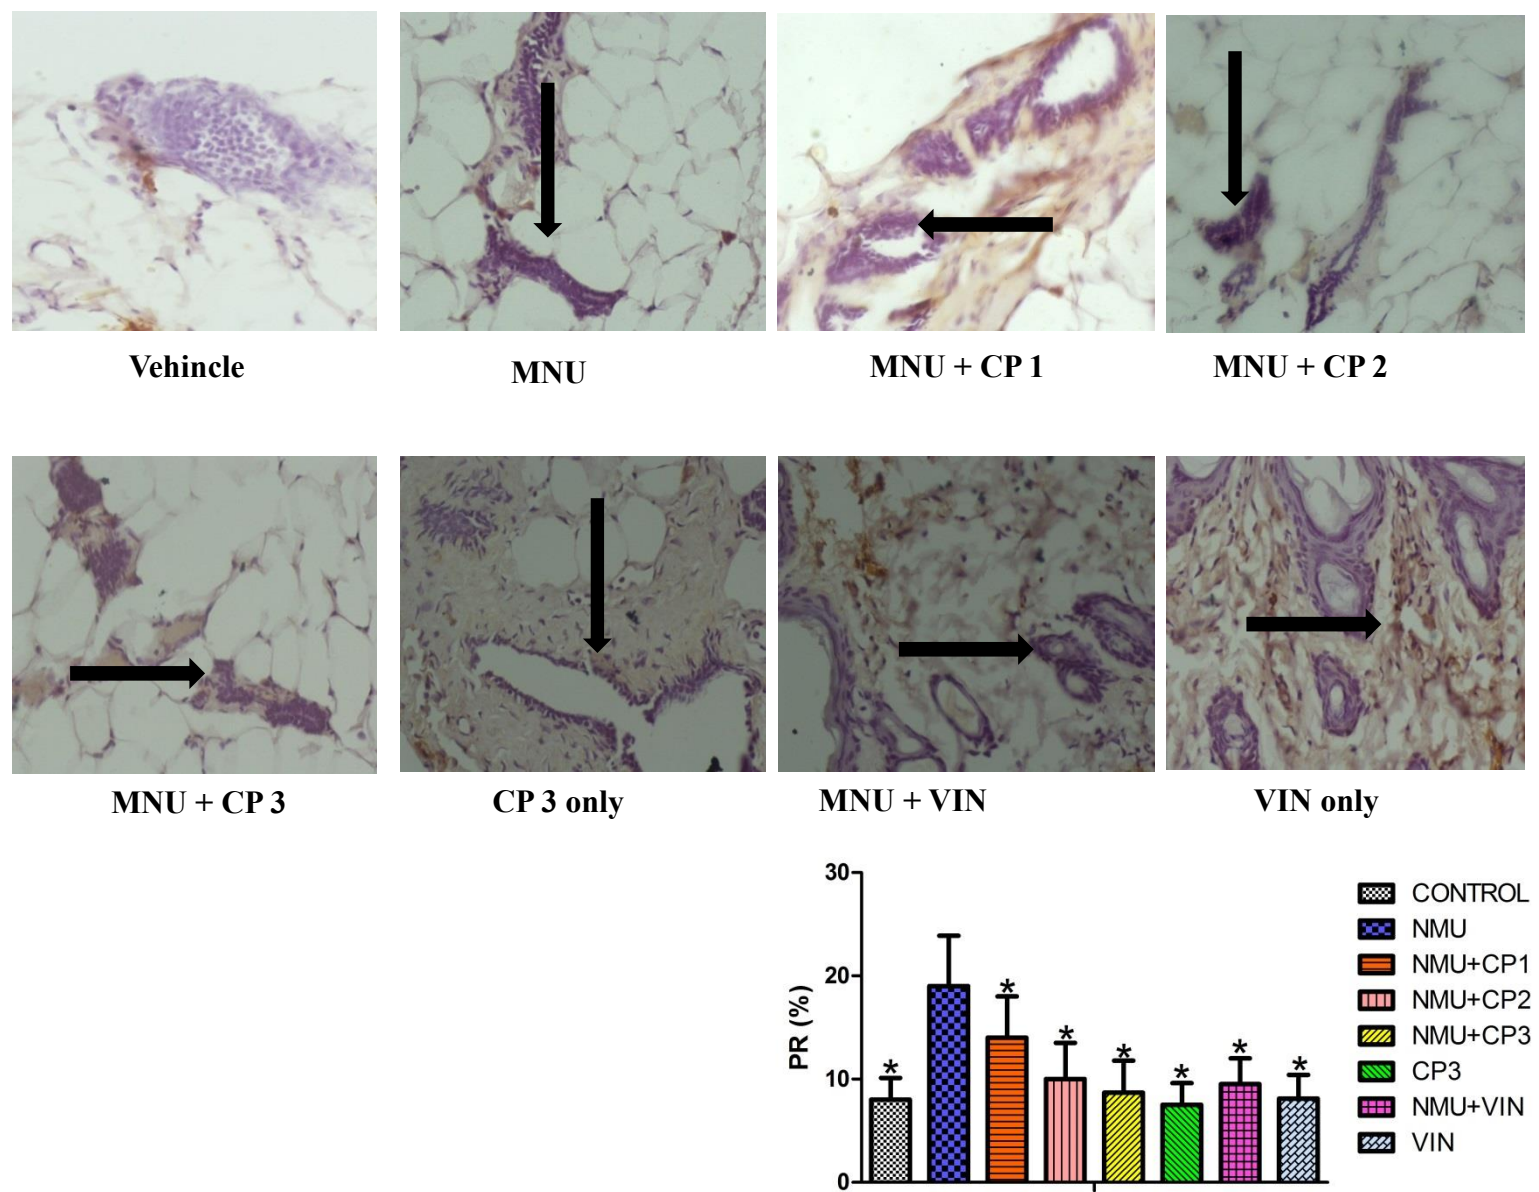 Vehincle
MNU
MNU + CP 1
MNU + CP 2
MNU + CP 3
CP 3 only
MNU + VIN
VIN only
30
20
10
0
PR (%)
*
*
*
*
*
*
*
CONTROL
NMU
NMU+CP1
NMU+CP2
NMU+CP3
CP3
NMU+VIN
VIN